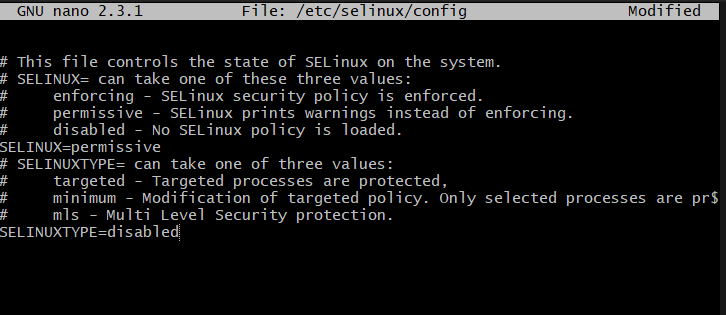 GNU nano 2.3.1 File: /etc/selinux/config Modified
# This file controls the state of SELinux on the system.
# SELINUX= can take one of these three values:
#     enforcing - SELinux security policy is enforced.
#     permissive - SELinux prints warnings instead of enforcing.
#     disabled - No SELinux policy is loaded.
SELINUX=permissive
# SELINUXTYPE= can take one of three values:
#     targeted - Targeted processes are protected,
#     minimum - Modification of targeted policy. Only selected processes are pr$
#     mls - Multi Level Security protection.
SELINUXTYPE=disabled